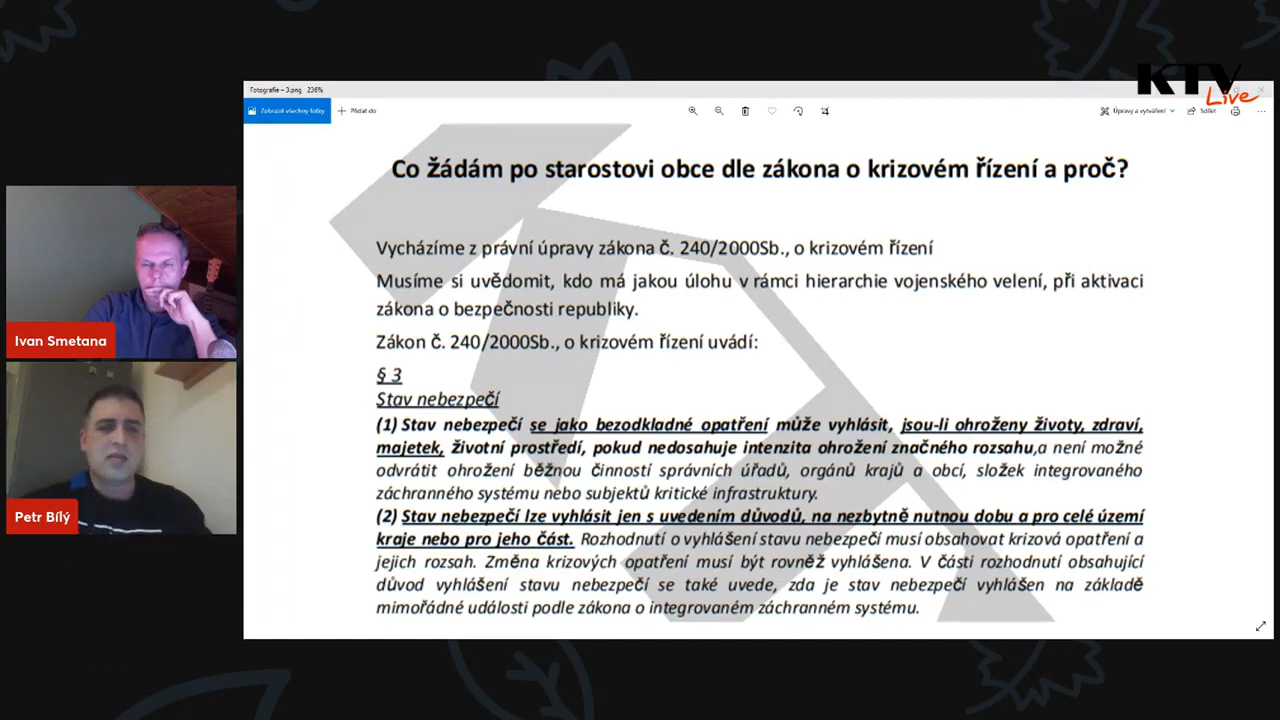 KTV
Live
Fotografie – 3.png 236%
Zobrazit všechny fotky
Přidat do
Úpravy a vytváření
Sdílet
Co žádám po starostovi obce dle zákona o krizovém řízení a proč?
Vycházíme z právní úpravy zákona č. 240/2000Sb., o krizovém řízení
Musíme si uvědomit, kdo má jakou úlohu v rámci hierarchie vojenského velení, při aktivaci
zákona o bezpečnosti republiky.
Zákon č. 240/2000Sb., o krizovém řízení uvádí:
§ 3
Stav nebezpečí
(1) Stav nebezpečí se jako bezodkladné opatření může vyhlásit, jsou-li ohroženy životy, zdraví,
majetek, životní prostředí, pokud nedosahuje intenzita ohrožení značného rozsahu,a není možné
odvrátit ohrožení běžnou činností správních úřadů, orgánů krajů a obcí, složek integrovaného
záchranného systému nebo subjektů kritické infrastruktury.
(2) Stav nebezpečí lze vyhlásit jen s uvedením důvodů, na nezbytně nutnou dobu a pro celé území
kraje nebo pro jeho část. Rozhodnutí o vyhlášení stavu nebezpečí musí obsahovat krizová opatření a
jejich rozsah. Změna krizových opatření musí být rovněž vyhlášena. V části rozhodnutí obsahující
důvod vyhlášení stavu nebezpečí se také uvede, zda je stav nebezpečí vyhlášen na základě
mimořádné události podle zákona o integrovaném záchranném systému.
Ivan Smetana
Petr Bílý